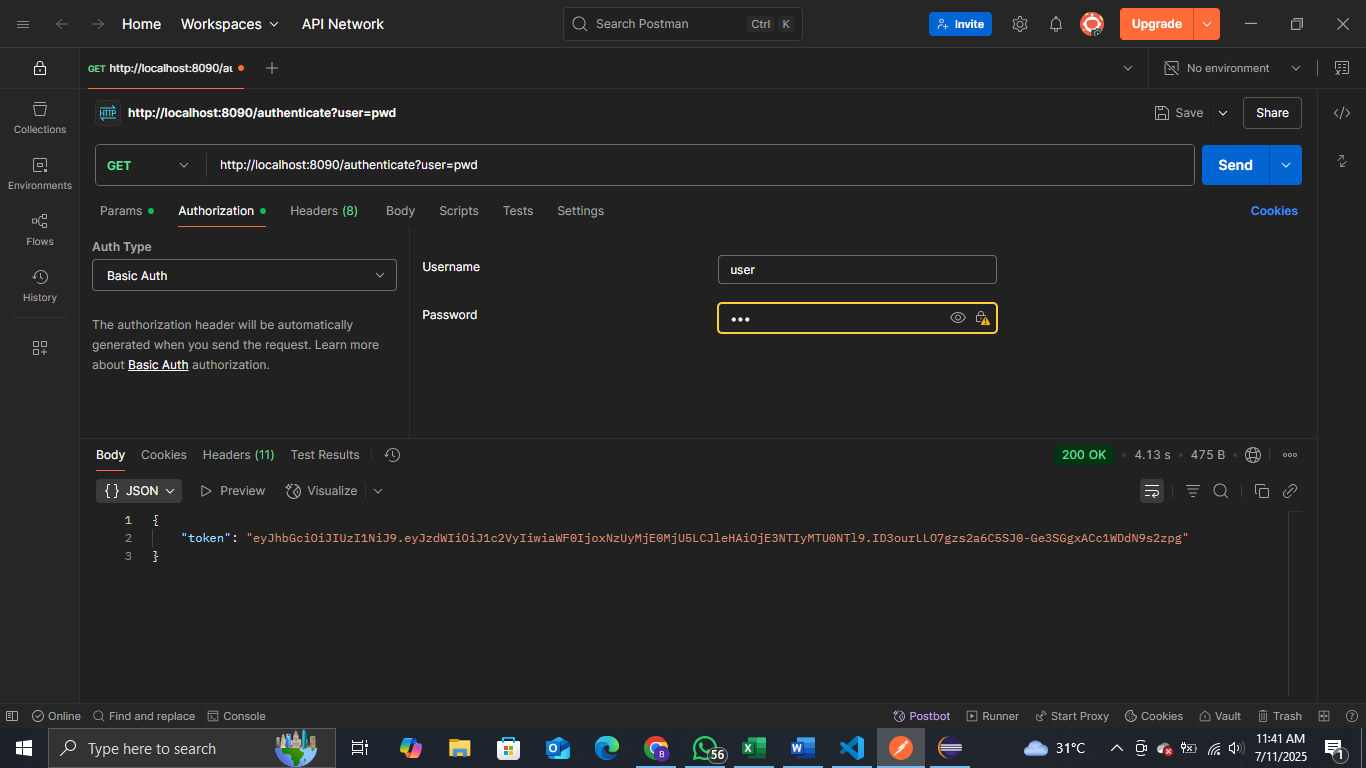 Home Workspaces API Network Search Postman Ctrl K Invite Upgrade
GET http://localhost:8090/au No environment
Collections
Environments
Flows
History
HTTP http://localhost:8090/authenticate?user=pwd Save Share
GET http://localhost:8090/authenticate?user=pwd Send
Params Authorization Headers (8) Body Scripts Tests Settings Cookies
Auth Type
Basic Auth
The authorization header will be automatically
generated when you send the request. Learn more
about Basic Auth authorization.
Username user
Password •••
Body Cookies Headers (11) Test Results 200 OK • 4.13 s • 475 B
{} JSON Preview Visualize
1 {
2 "token": "eyJhbGciOiJIUzI1NiJ9.eyJzdWIiOiJ1c2VyIiwiaWF0IjoxNzUyMjE0MjU5LCJleHAiOjE3NTIyMTU0NTl9.ID3ourLLO7gzs2a6C5SJ0-Ge3SGgxACc1WDdN9s2zpg"
3 }
Online Find and replace Console Postbot Runner Start Proxy Cookies Vault Trash
Type here to search 56 31°C 11:41 AM
7/11/2025 1